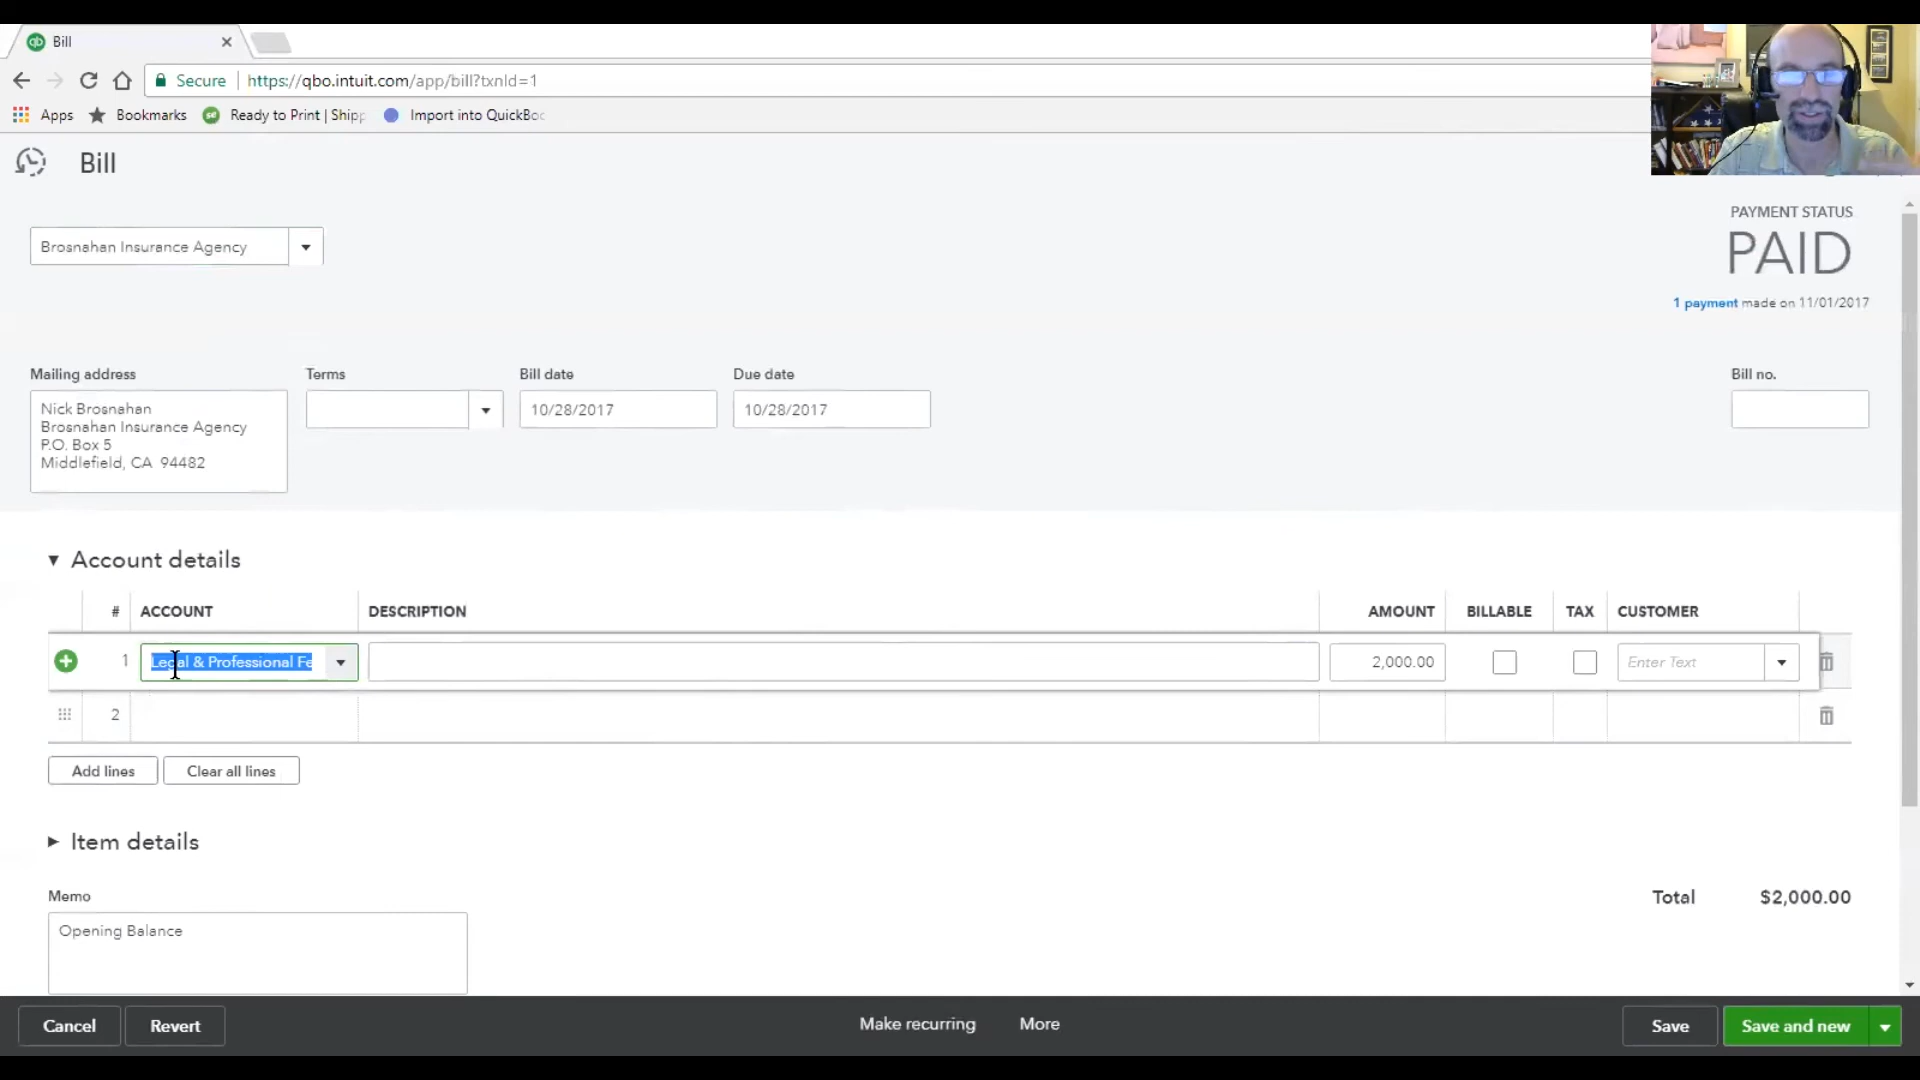 Bill
Secure
https://qbo.intuit.com/app/bill?txnId=1
Apps
Bookmarks
Ready to Print | Shipp
Import into QuickBoo
Bill
Brosnahan Insurance Agency
PAYMENT STATUS
PAID
1 payment made on 11/01/2017
Mailing address
Terms
Bill date
Due date
Bill no.
Nick Brosnahan
Brosnahan Insurance Agency
P.O. Box 5
Middlefield, CA 94482
10/28/2017
10/28/2017
Account details
# ACCOUNT DESCRIPTION AMOUNT BILLABLE TAX CUSTOMER
1 Legal & Professional Fe 2,000.00 Enter Text
2
Add lines
Clear all lines
Item details
Memo
Total $2,000.00
Opening Balance
Cancel
Revert
Make recurring
More
Save
Save and new